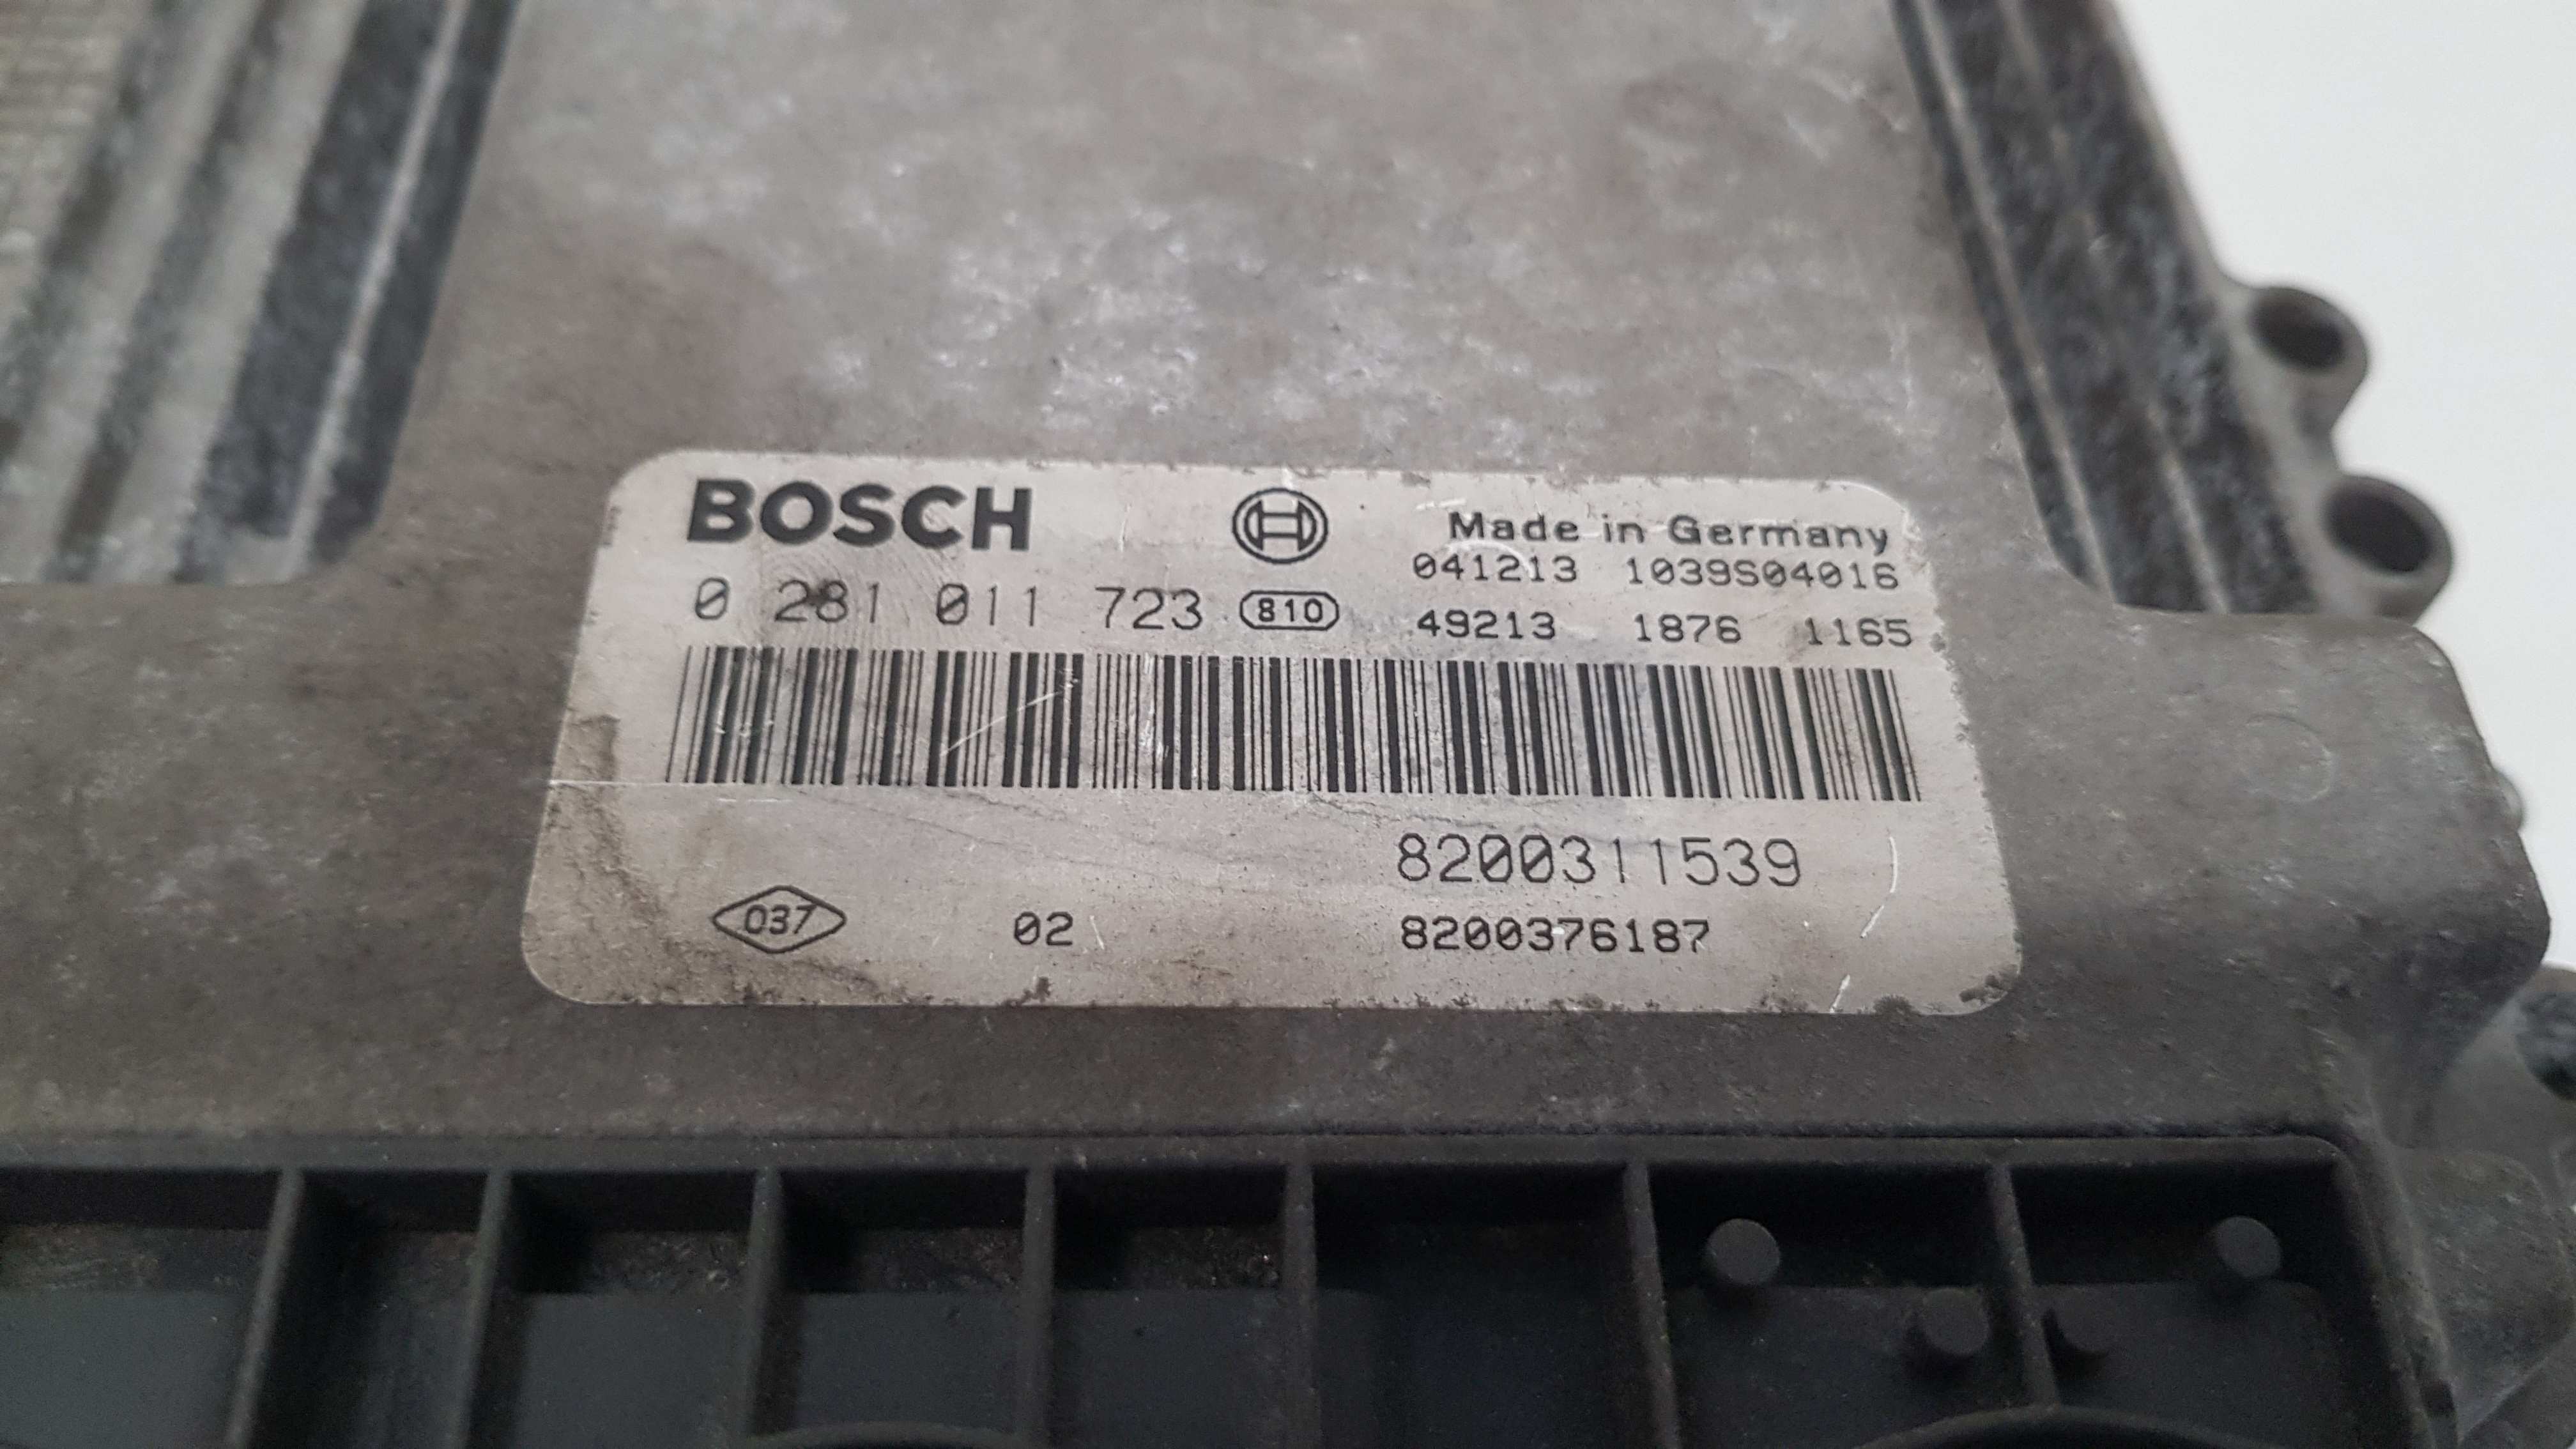 BOSCH
Made in Germany
041213 1039S04016
0 281 011 723 810
49213 1876 1165
8200311539
037 02 8200376187